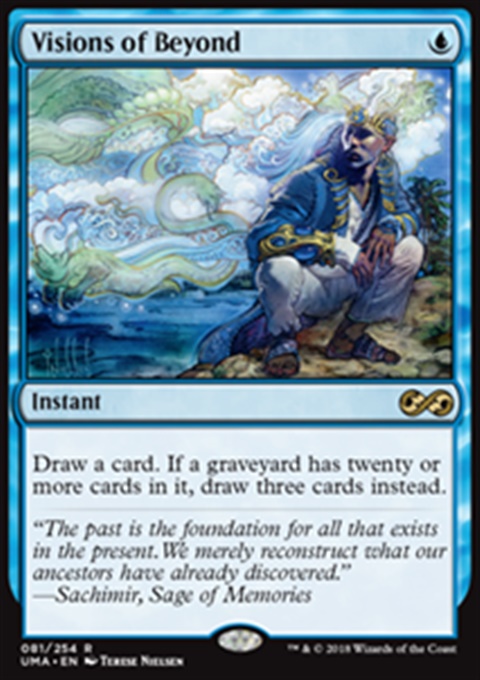 Visions of Beyond
Instant
Draw a card. If a graveyard has twenty or
more cards in it, draw three cards instead.
“The past is the foundation for all that exists
in the present. We merely reconstruct what our
ancestors have already discovered.”
—Sachimir, Sage of Memories
081/254 R
UMA • EN Terese Nielsen
™ & © 2018 Wizards of the Coast